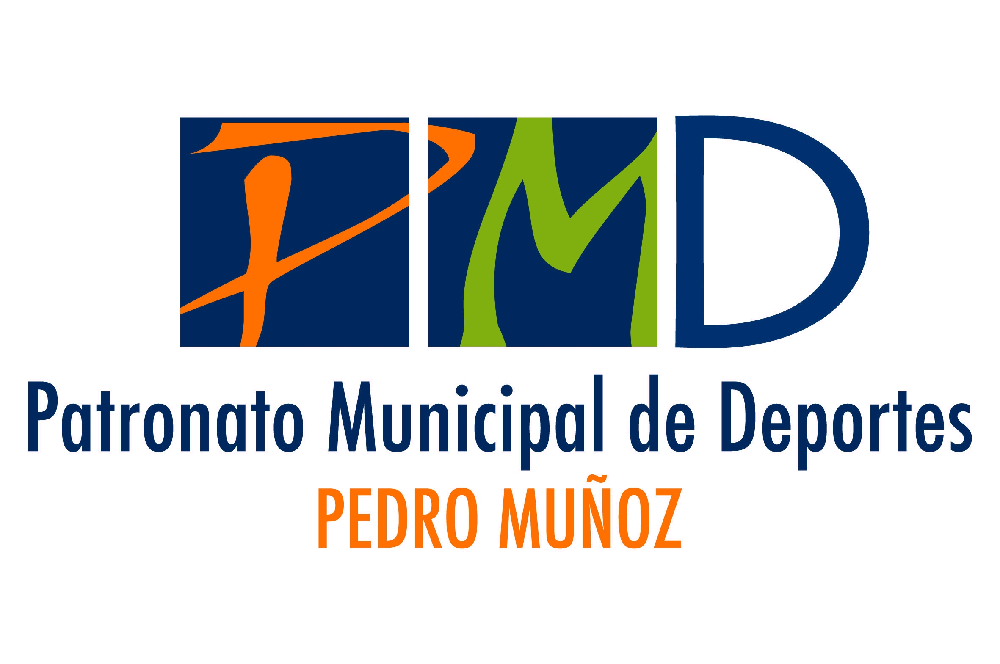 PMD
Patronato Municipal de Deportes
PEDRO MUÑOZ